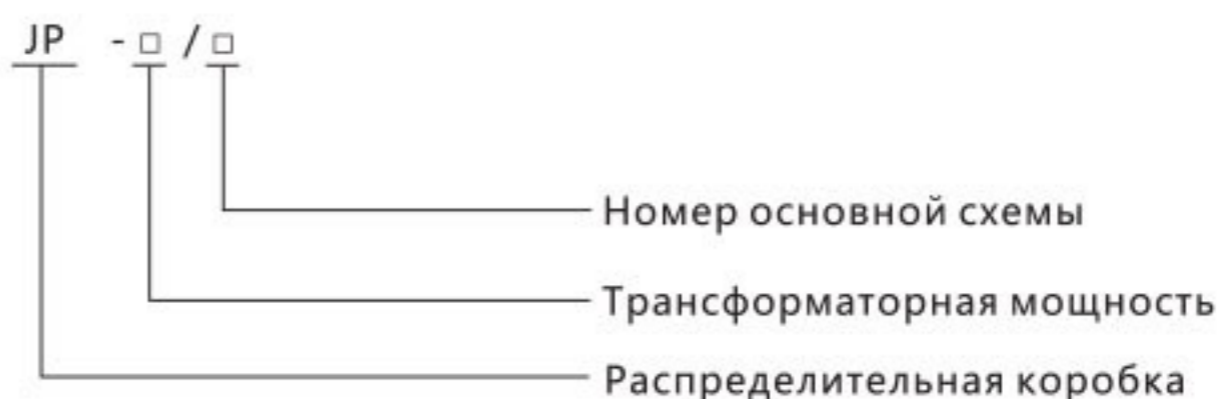 JP -□/□
Номер основной схемы
Трансформаторная мощность
Распределительная коробка